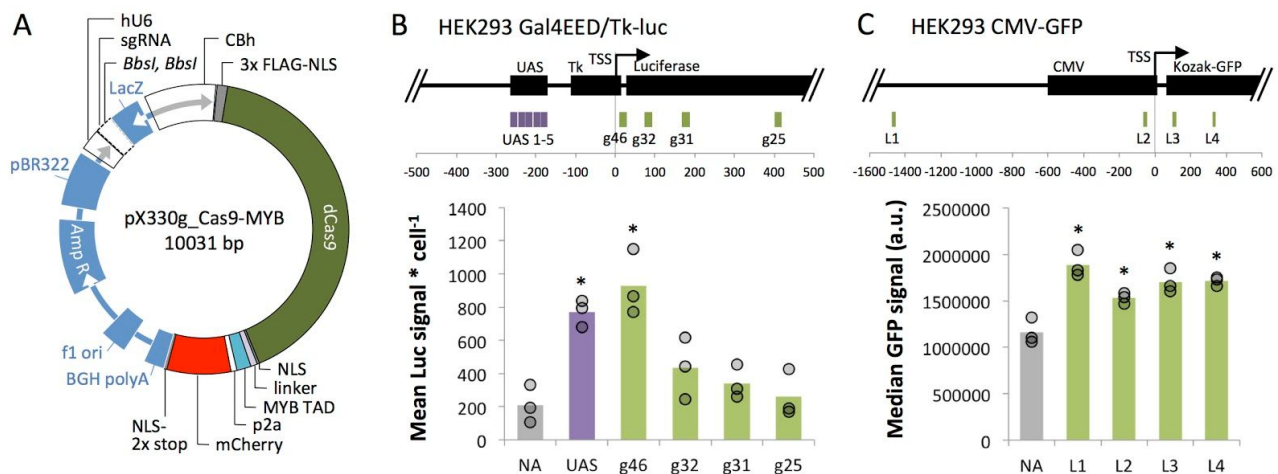 A
hU6
sgRNA
BbsI, BbsI
LacZ
CBh
3x FLAG-NLS
pBR322
Amp R
pX330g_Cas9-MYB
10031 bp
dCas9
f1 ori
BGH polyA
NLS-
2x stop
mCherry
p2a
MYB TAD
linker
NLS
B HEK293 Gal4EED/Tk-luc
TSS
UAS Tk Luciferase
UAS 1-5 g46 g32 g31 g25
-500 -400 -300 -200 -100 0 100 200 300 400 500
Mean Luc signal * cell-1
1400
1200
1000
800
600
400
200
0
* *
NA UAS g46 g32 g31 g25
C HEK293 CMV-GFP
TSS
CMV Kozak-GFP
L1 L2 L3 L4
-1600 -1400 -1200 -1000 -800 -600 -400 -200 0 200 400 600
Median GFP signal (a.u.)
2500000
2000000
1500000
1000000
500000
0
* * * *
NA L1 L2 L3 L4